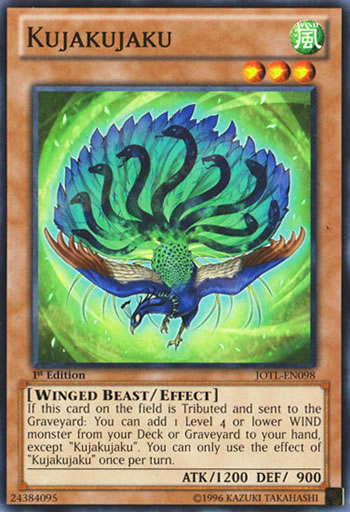 Kujakujaku
WIND
風
1st Edition
JOTL-EN098
[Winged Beast/Effect]
If this card on the field is Tributed and sent to the
Graveyard: You can add 1 Level 4 or lower WIND
monster from your Deck or Graveyard to your hand,
except "Kujakujaku". You can only use the effect of
"Kujakujaku" once per turn.
ATK/1200 DEF/ 900
24384095
©1996 KAZUKI TAKAHASHI